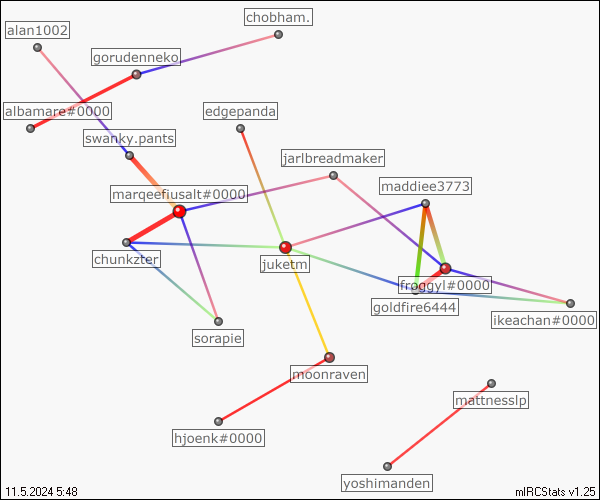 chobham.
alan1002
gorudenneko
albamare#0000
edgepanda
swanky.pants
jarlbreadmaker
maddiee3773
marqeefiusalt#0000
chunkzter
juketm
froggyl#0000
goldfire6444
ikeachan#0000
sorapie
moonraven
mattnesslp
hjoenk#0000
yoshimanden
11.5.2024 5:48
mIRCStats v1.25